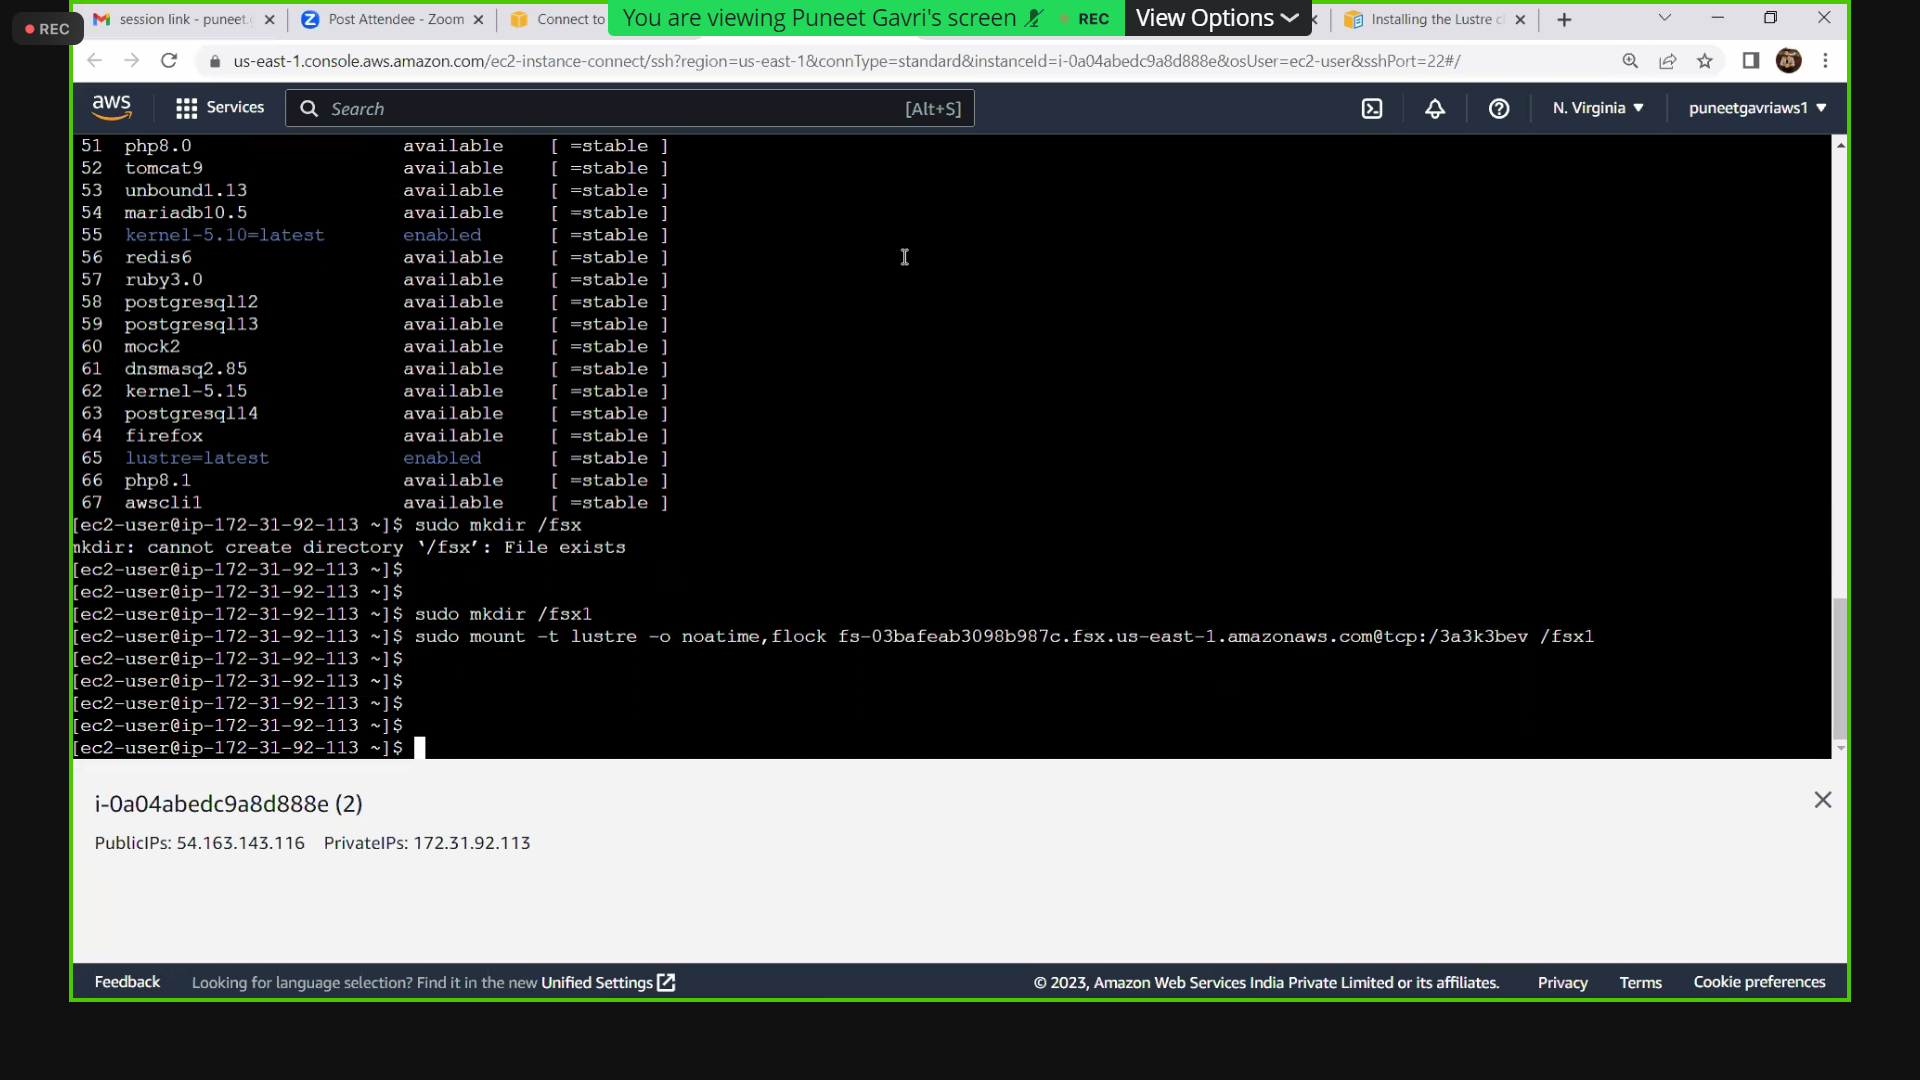 REC
session link - puneet.g
Post Attendee - Zoom
Connect to
You are viewing Puneet Gavri's screen
REC
View Options
Installing the Lustre c
us-east-1.console.aws.amazon.com/ec2-instance-connect/ssh?region=us-east-1&connType=standard&instanceId=i-0a04abedc9a8d888e&osUser=ec2-user&sshPort=22#/
aws
Services
Search
[Alt+S]
N. Virginia
puneetgavriaws1
51 php8.0 available [ =stable ]
52 tomcat9 available [ =stable ]
53 unbound1.13 available [ =stable ]
54 mariadb10.5 available [ =stable ]
55 kernel-5.10=latest enabled [ =stable ]
56 redis6 available [ =stable ]
57 ruby3.0 available [ =stable ]
58 postgresql12 available [ =stable ]
59 postgresql13 available [ =stable ]
60 mock2 available [ =stable ]
61 dnsmasq2.85 available [ =stable ]
62 kernel-5.15 available [ =stable ]
63 postgresql14 available [ =stable ]
64 firefox available [ =stable ]
65 lustre=latest enabled [ =stable ]
66 php8.1 available [ =stable ]
67 awscli1 available [ =stable ]
[ec2-user@ip-172-31-92-113 ~]$ sudo mkdir /fsx
mkdir: cannot create directory ‘/fsx’: File exists
[ec2-user@ip-172-31-92-113 ~]$
[ec2-user@ip-172-31-92-113 ~]$
[ec2-user@ip-172-31-92-113 ~]$ sudo mkdir /fsx1
[ec2-user@ip-172-31-92-113 ~]$ sudo mount -t lustre -o noatime,flock fs-03bafeab3098b987c.fsx.us-east-1.amazonaws.com@tcp:/3a3k3bev /fsx1
[ec2-user@ip-172-31-92-113 ~]$
[ec2-user@ip-172-31-92-113 ~]$
[ec2-user@ip-172-31-92-113 ~]$
[ec2-user@ip-172-31-92-113 ~]$
[ec2-user@ip-172-31-92-113 ~]$
i-0a04abedc9a8d888e (2)
PublicIPs: 54.163.143.116 PrivateIPs: 172.31.92.113
Feedback
Looking for language selection? Find it in the new Unified Settings
© 2023, Amazon Web Services India Private Limited or its affiliates.
Privacy
Terms
Cookie preferences